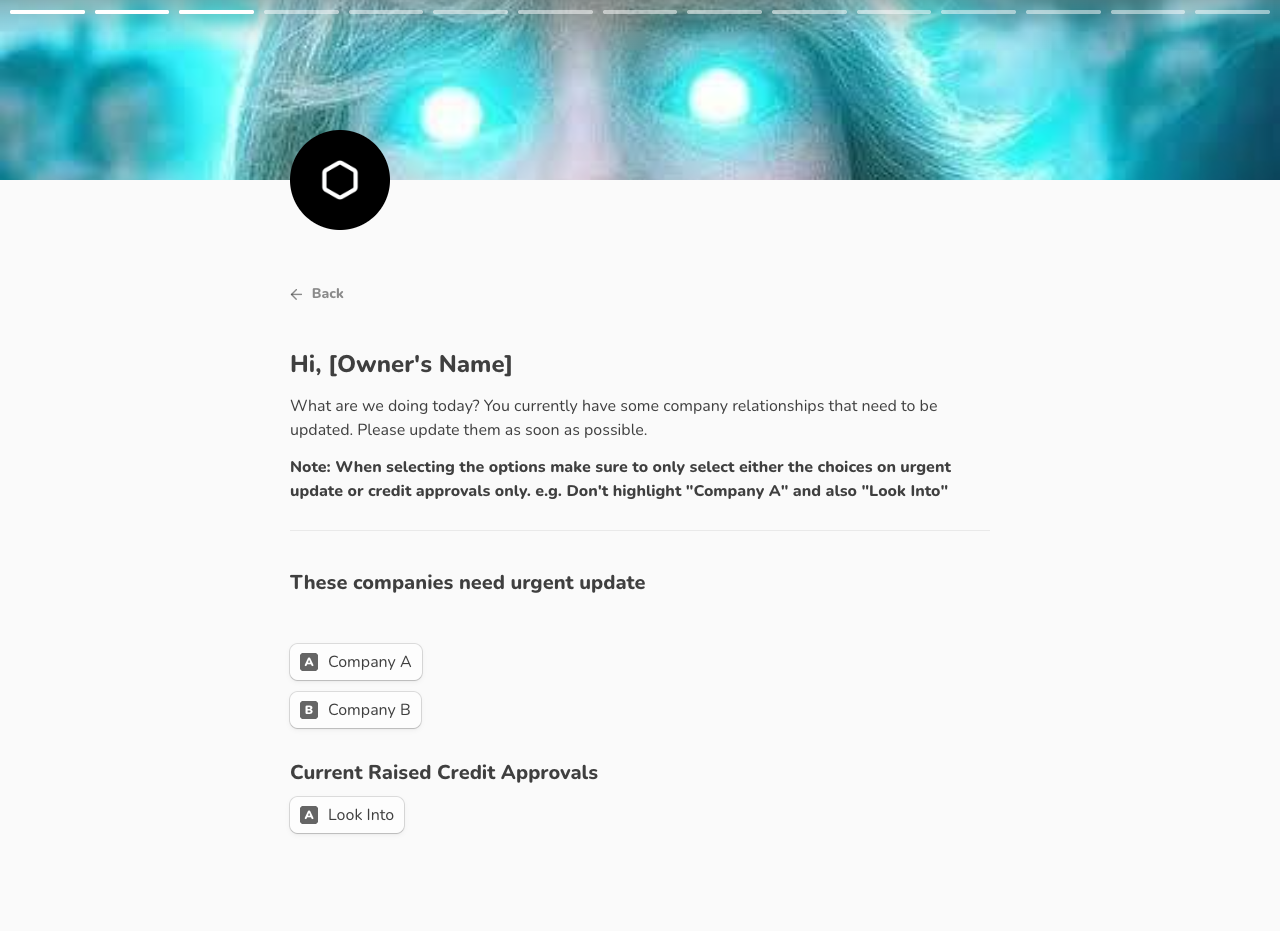 Back
Hi, [Owner's Name]
What are we doing today? You currently have some company relationships that need to be
updated. Please update them as soon as possible.
Note: When selecting the options make sure to only select either the choices on urgent
update or credit approvals only. e.g. Don't highlight "Company A" and also "Look Into"
These companies need urgent update
A Company A
B Company B
Current Raised Credit Approvals
A Look Into